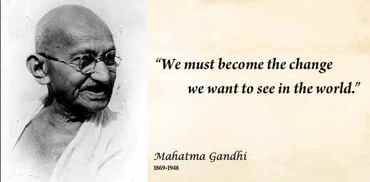 “We must become the change
we want to see in the world.”
Mahatma Gandhi
1869-1948